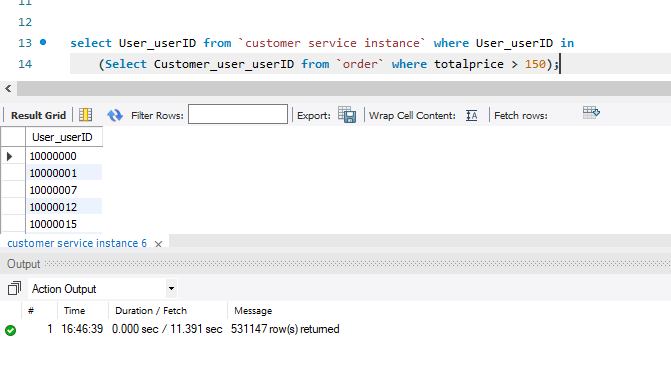 11
12
13 select User_userID from `customer service instance` where User_userID in
14 (Select Customer_user_userID from `order` where totalprice > 150);
Result Grid Filter Rows: Export: Wrap Cell Content: Fetch rows:
User_userID
10000000
10000001
10000007
10000012
10000015
customer service instance 6
Output
Action Output
# Time Duration / Fetch Message
1 16:46:39 0.000 sec / 11.391 sec 531147 row(s) returned